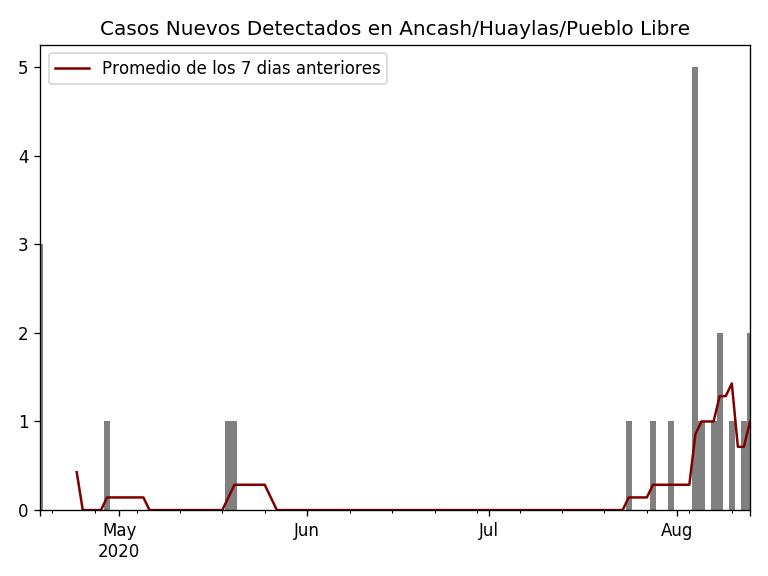 Casos Nuevos Detectados en Ancash/Huaylas/Pueblo Libre
Promedio de los 7 dias anteriores
5
4
3
2
1
0
May Jun Jul Aug
2020